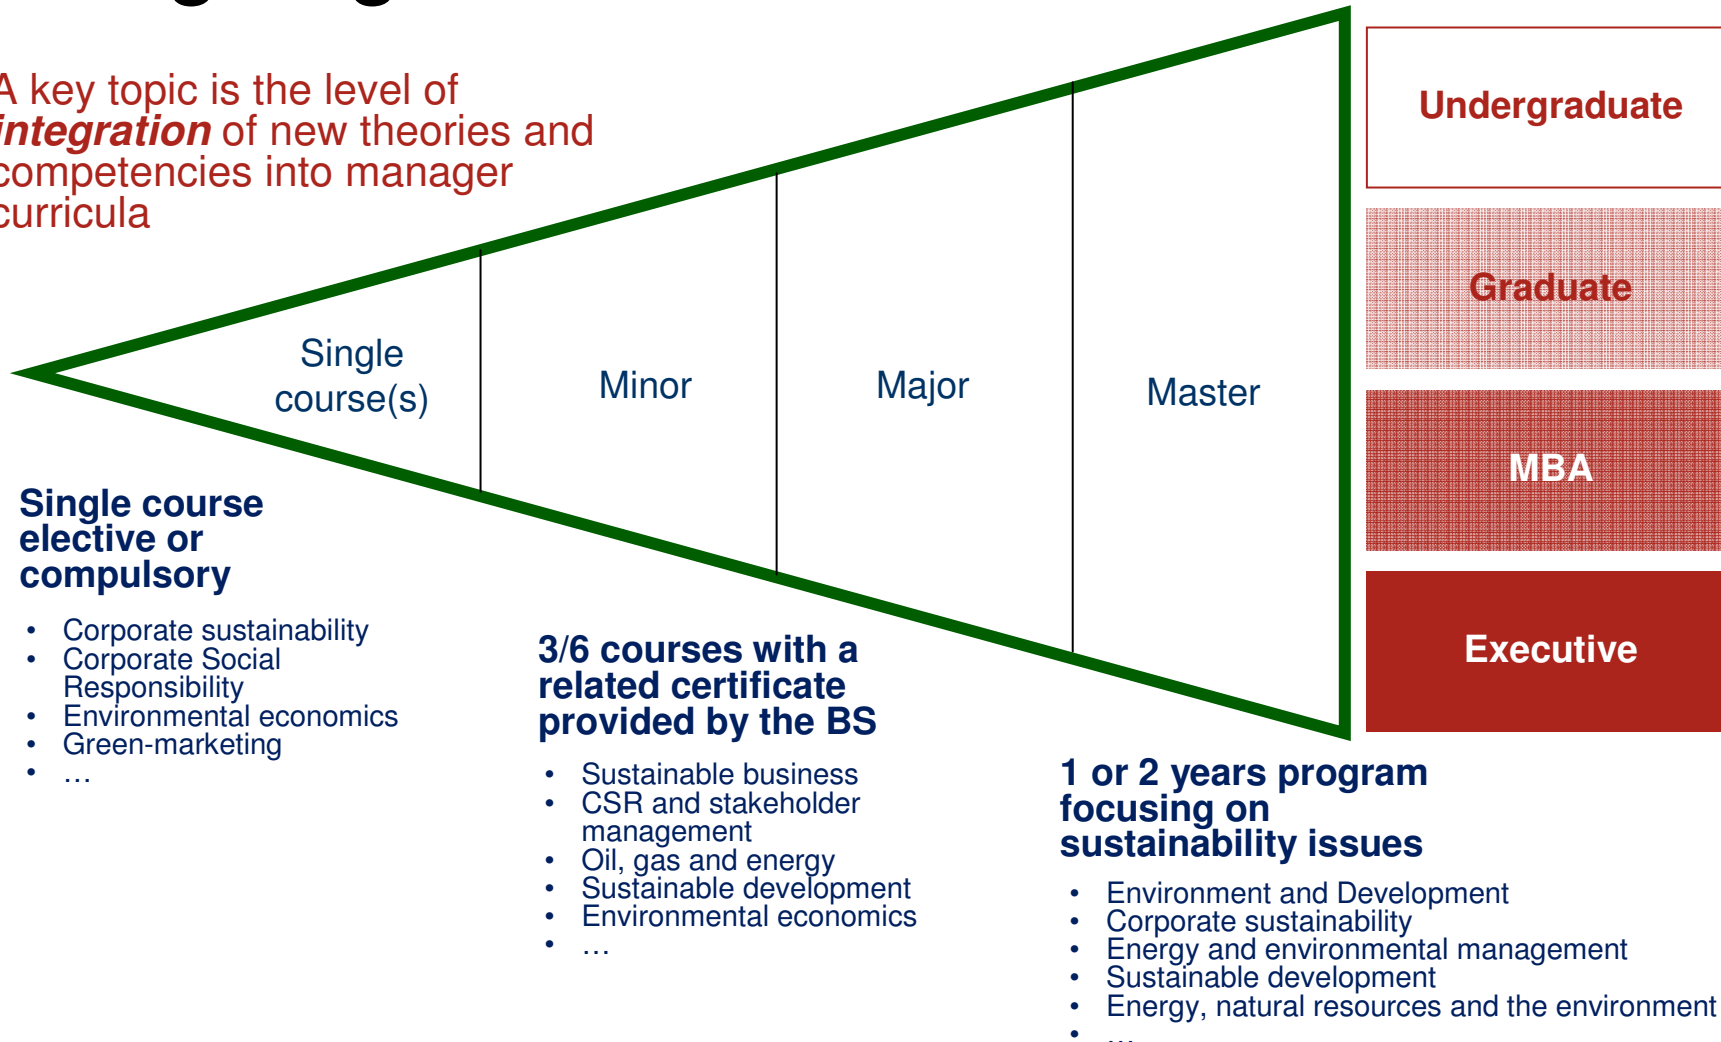 A key topic is the level of
integration of new theories and
competencies into manager
curricula
Single
course(s)
Minor
Major
Master
Undergraduate
Graduate
MBA
Executive
Single course
elective or
compulsory
• Corporate sustainability
• Corporate Social
Responsibility
• Environmental economics
• Green-marketing
• …
3/6 courses with a
related certificate
provided by the BS
• Sustainable business
• CSR and stakeholder
management
• Oil, gas and energy
• Sustainable development
• Environmental economics
• …
1 or 2 years program
focusing on
sustainability issues
• Environment and Development
• Corporate sustainability
• Energy and environmental management
• Sustainable development
• Energy, natural resources and the environment
• …